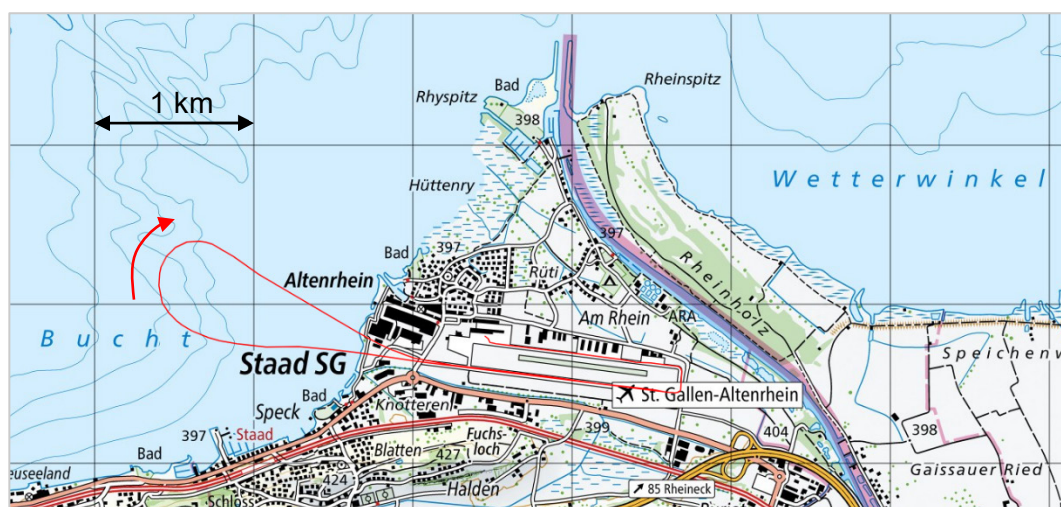 1 km
Bad
Rheinspitz
Rhyspitz
398
Wetterwinkel
Hüttenry
397
397
Bad
Altenrhein
Rüti
Rheinholz
Am Rhein
ARA
Bucht
Staad SG
St. Gallen-Altenrhein
Bad
Speck
Knotteren
397
Staad
Blatten
Fuchs-
loch
399
404
398
427
Bad
Gaissauer Ried
424
Halden
85 Rheineck
Schloss